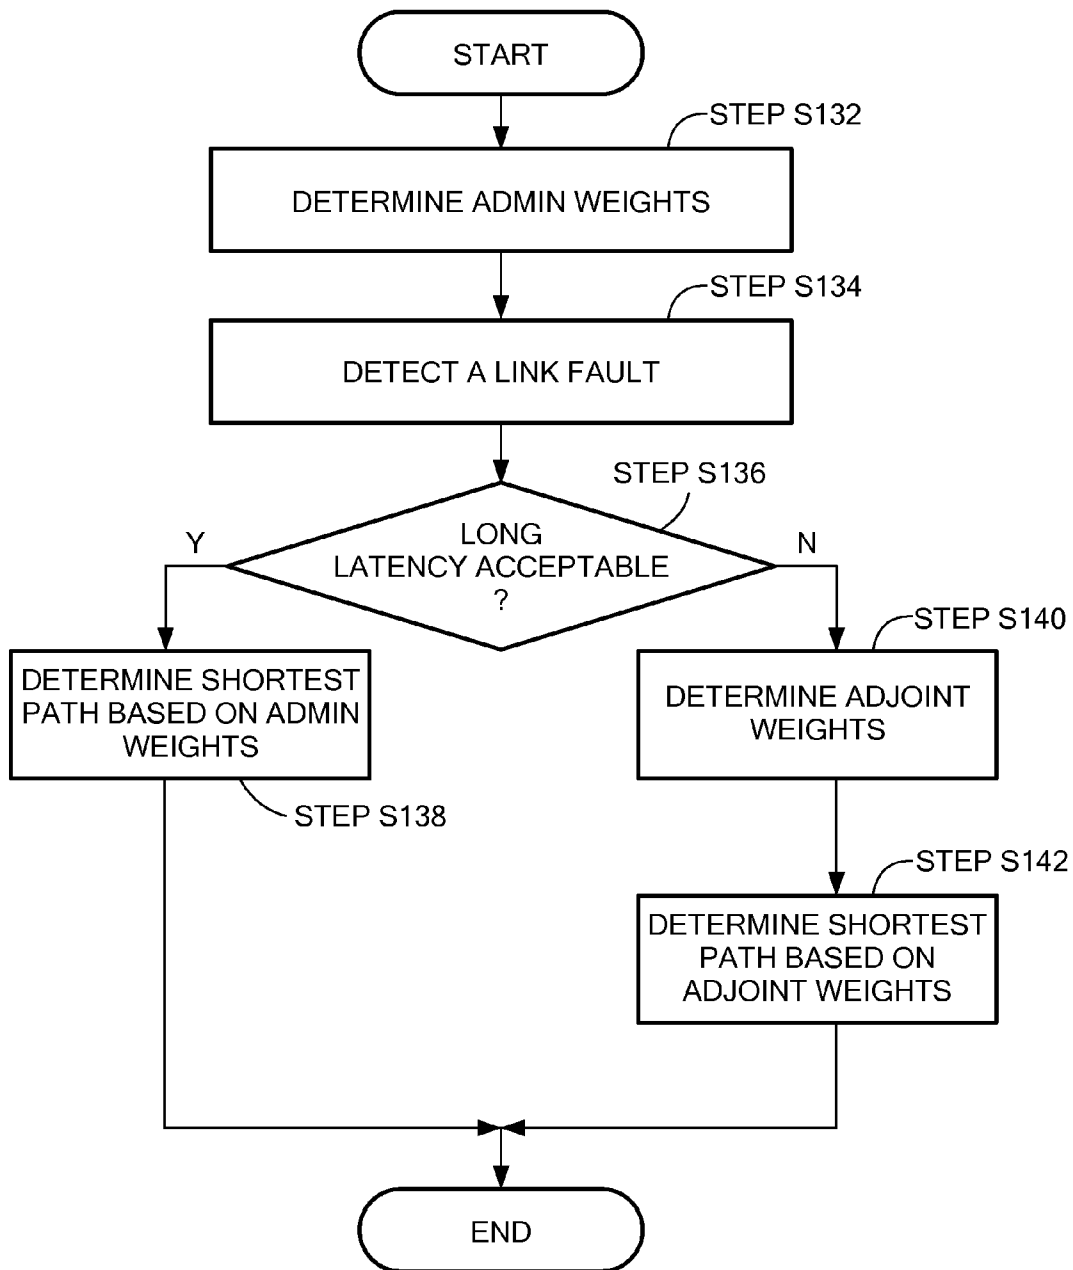 START
STEP S132
DETERMINE ADMIN WEIGHTS
STEP S134
DETECT A LINK FAULT
STEP S136
LONG
LATENCY ACCEPTABLE
?
Y
N
STEP S140
DETERMINE SHORTEST
PATH BASED ON ADMIN
WEIGHTS
DETERMINE ADJOINT
WEIGHTS
STEP S138
STEP S142
DETERMINE SHORTEST
PATH BASED ON
ADJOINT WEIGHTS
END